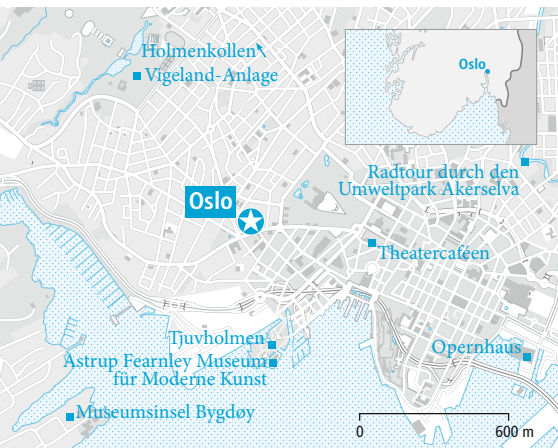 Holmenkollen
Vigeland-Anlage
Oslo
Radtour durch den
Umweltpark Akerselva
Oslo
Theatercaféen
Tjuvholmen
Astrup Fearnley Museum
für Moderne Kunst
Opernhaus
Museumsinsel Bygdøy
0 600 m